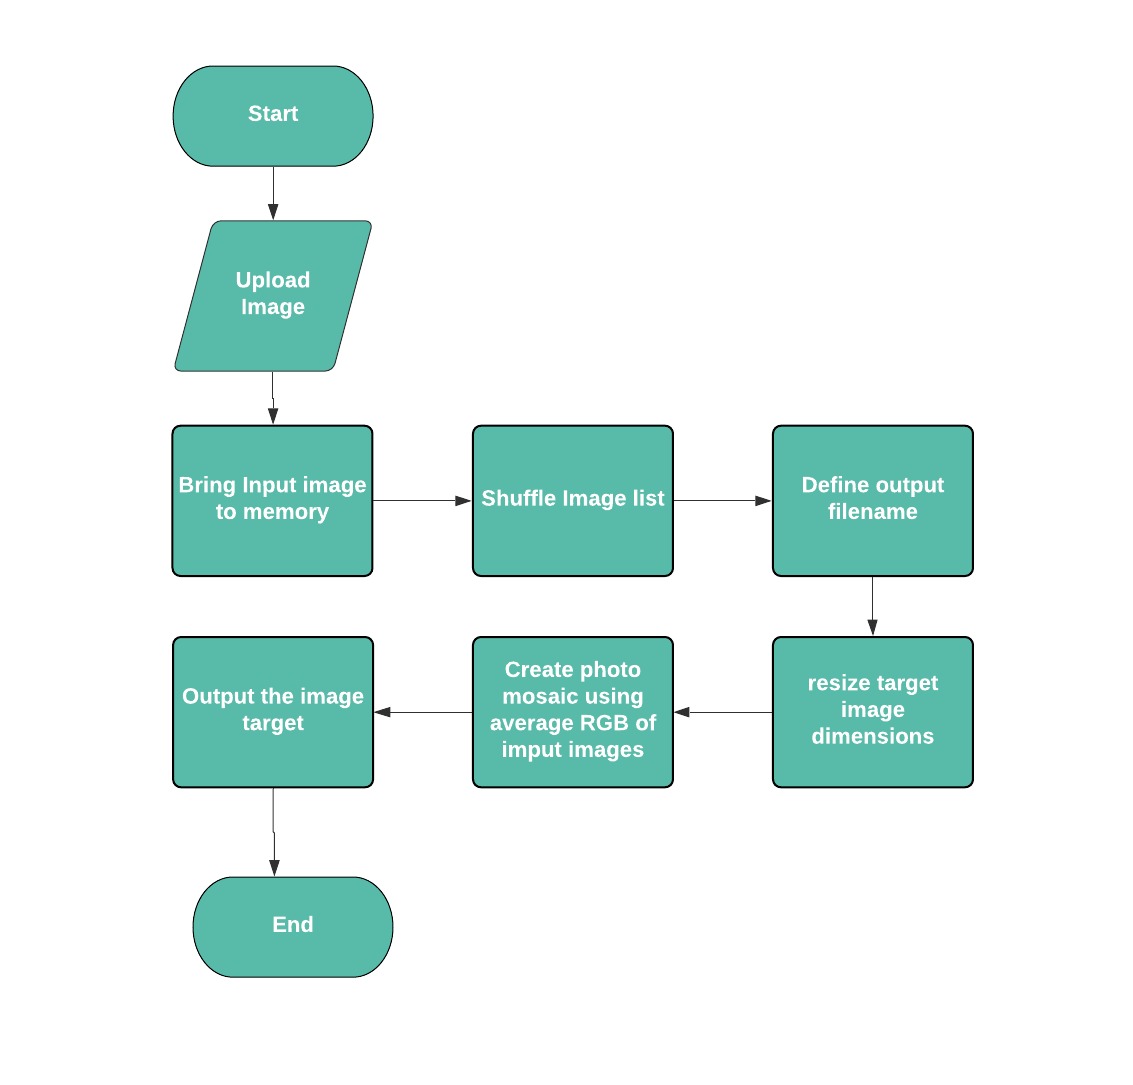 Start
Upload
Image
Bring Input image
to memory
Shuffle Image list
Define output
filename
resize target
image
dimensions
Create photo
mosaic using
average RGB of
imput images
Output the image
target
End